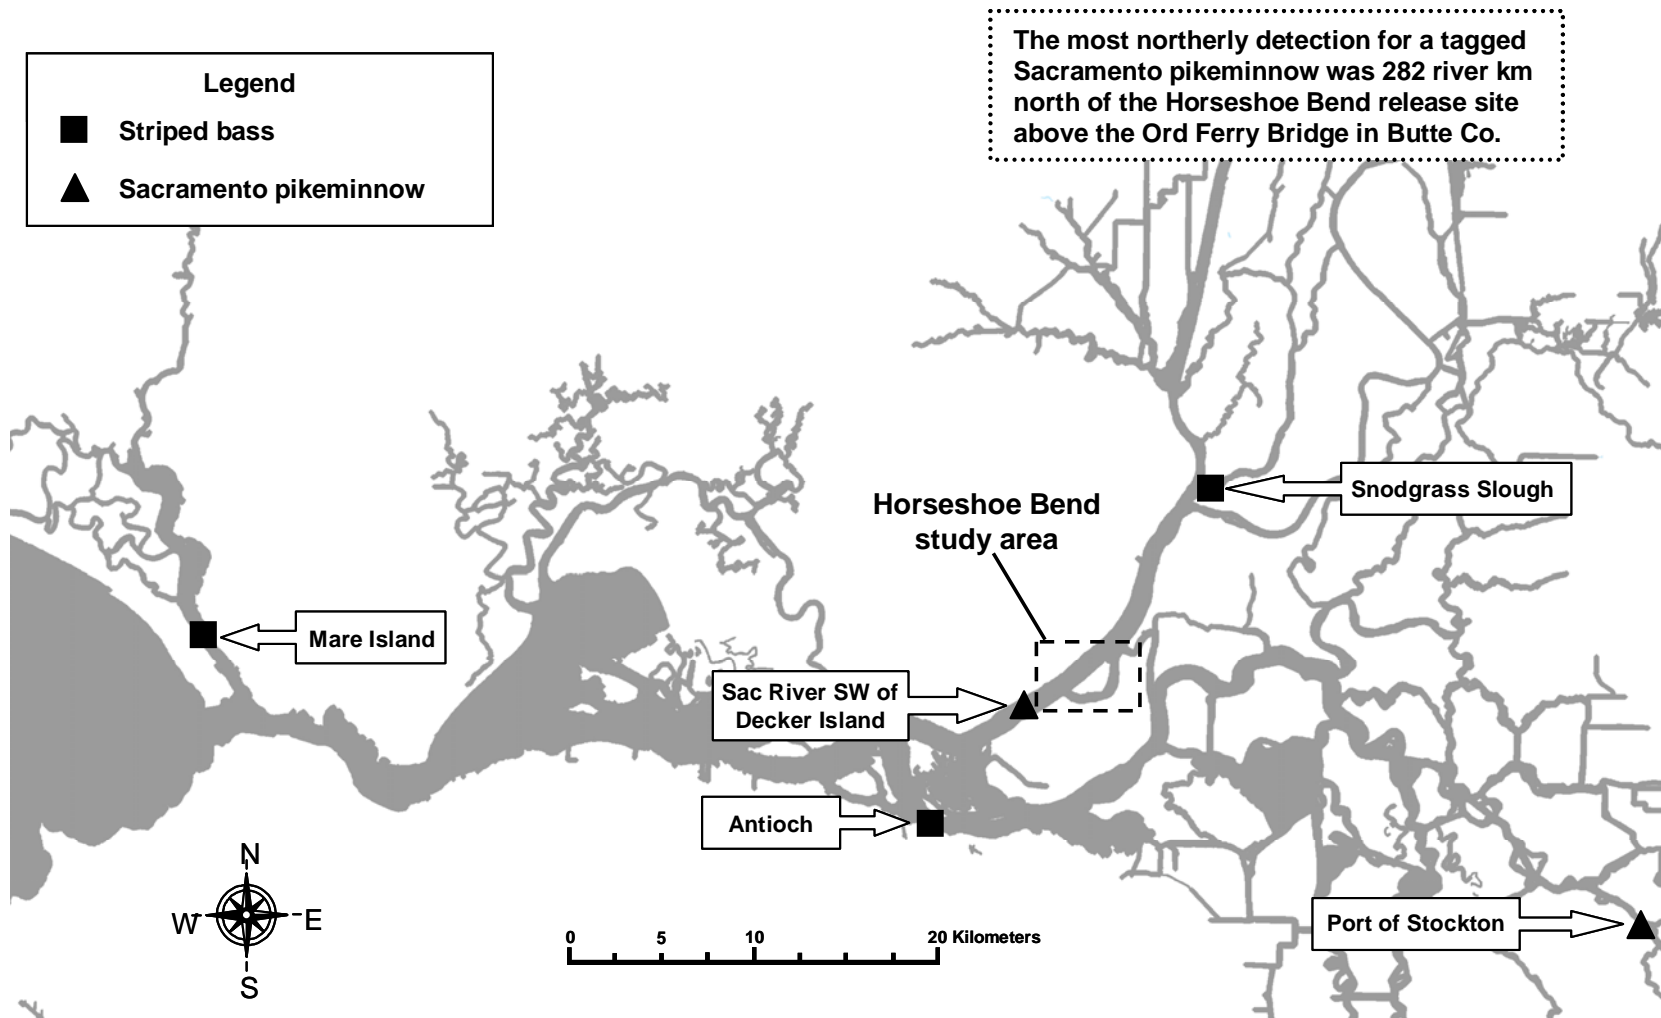 The most northerly detection for a tagged
Sacramento pikeminnow was 282 river km
north of the Horseshoe Bend release site
above the Ord Ferry Bridge in Butte Co.
Legend
Striped bass
Sacramento pikeminnow
Snodgrass Slough
Horseshoe Bend
study area
Mare Island
Sac River SW of
Decker Island
Antioch
Port of Stockton
N
W E
S
0 5 10 20 Kilometers